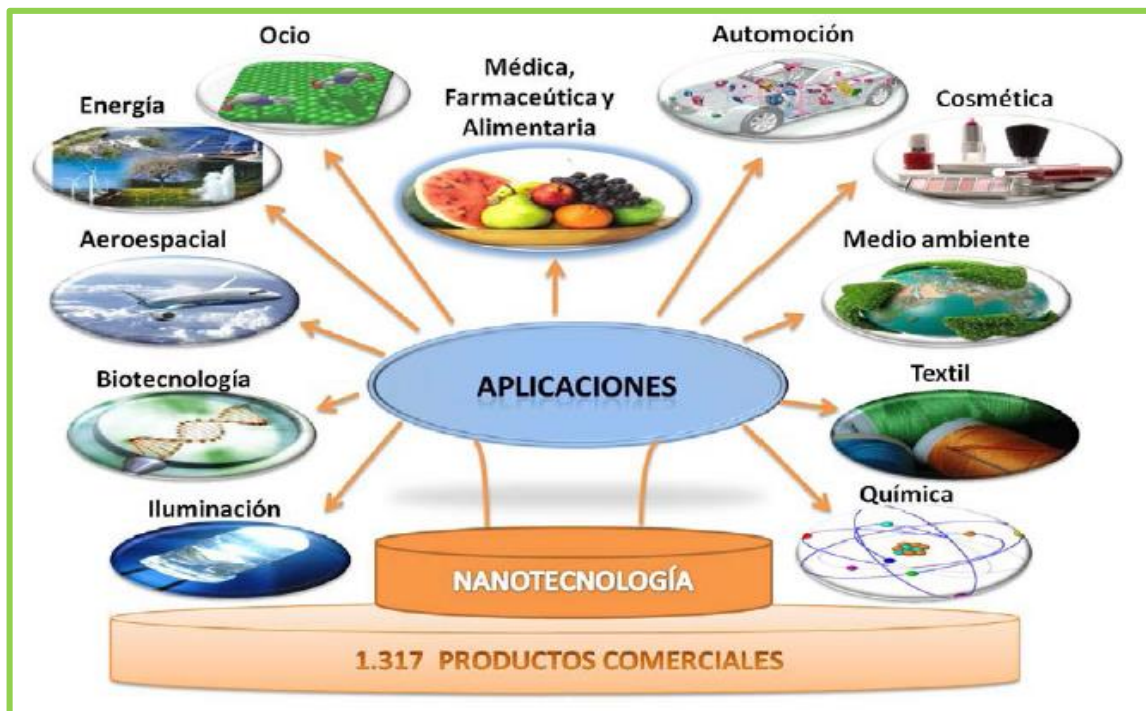 Ocio
Automoción
Médica,
Farmaceútica y
Alimentaria
Energía
Cosmética
Aeroespacial
Medio ambiente
APLICACIONES
Biotecnología
Textil
Iluminación
Química
NANOTECNOLOGÍA
1.317 PRODUCTOS COMERCIALES